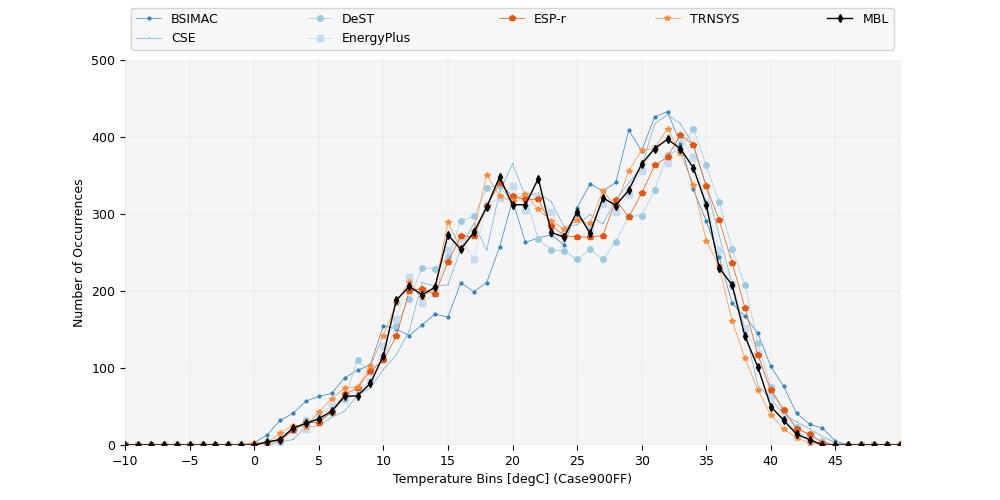 BSIMAC DeST ESP-r TRNSYS MBL
CSE EnergyPlus
500
400
300
200
100
0
Number of Occurrences
−10 −5 0 5 10 15 20 25 30 35 40 45
Temperature Bins [degC] (Case900FF)